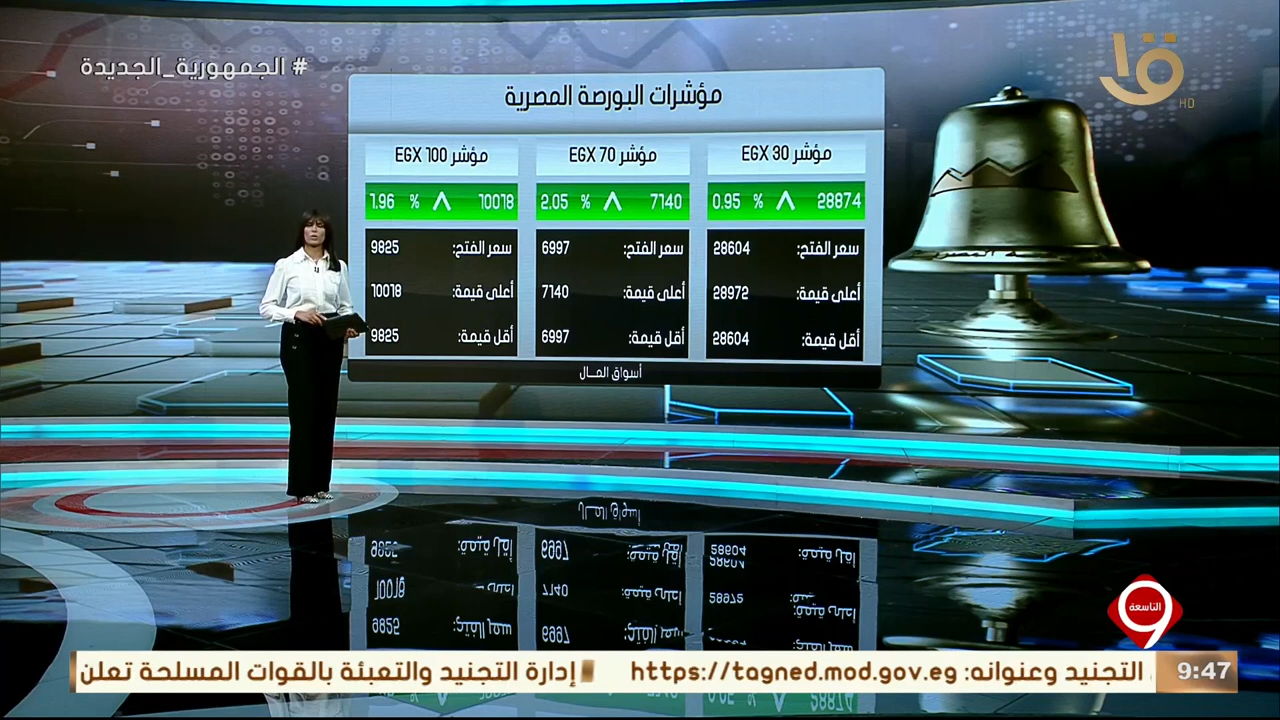 # الجمهورية_الجديدة
HD
مؤشرات البورصة المصرية
مؤشر EGX 30
28874 0.95 %
سعر الفتح: 28604
أعلى قيمة: 28972
أقل قيمة: 28604
مؤشر EGX 70
7140 2.05 %
سعر الفتح: 6997
أعلى قيمة: 7140
أقل قيمة: 6997
مؤشر EGX 100
10018 1.96 %
سعر الفتح: 9825
أعلى قيمة: 10018
أقل قيمة: 9825
أسواق المـــال
التاسعة
9:47
التجنيد وعنوانه: https://tagned.mod.gov.eg
إدارة التجنيد والتعبئة بالقوات المسلحة تعلن